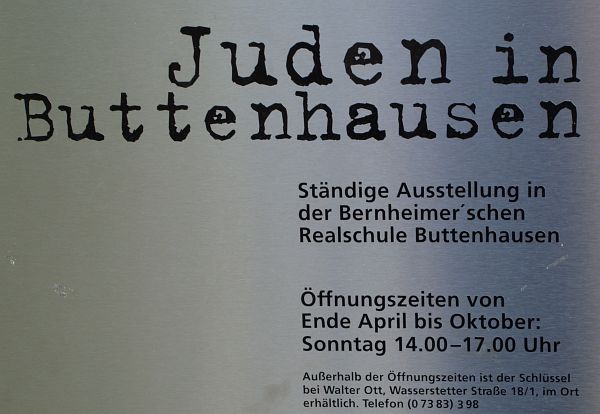 Juden in
Buttenhausen
Ständige Ausstellung in
der Bernheimer´schen
Realschule Buttenhausen
Öffnungszeiten von
Ende April bis Oktober:
Sonntag 14.00–17.00 Uhr
Außerhalb der Öffnungszeiten ist der Schlüssel
bei Walter Ott, Wasserstetter Straße 18/1, im Ort
erhältlich. Telefon (0 73 83) 3 98